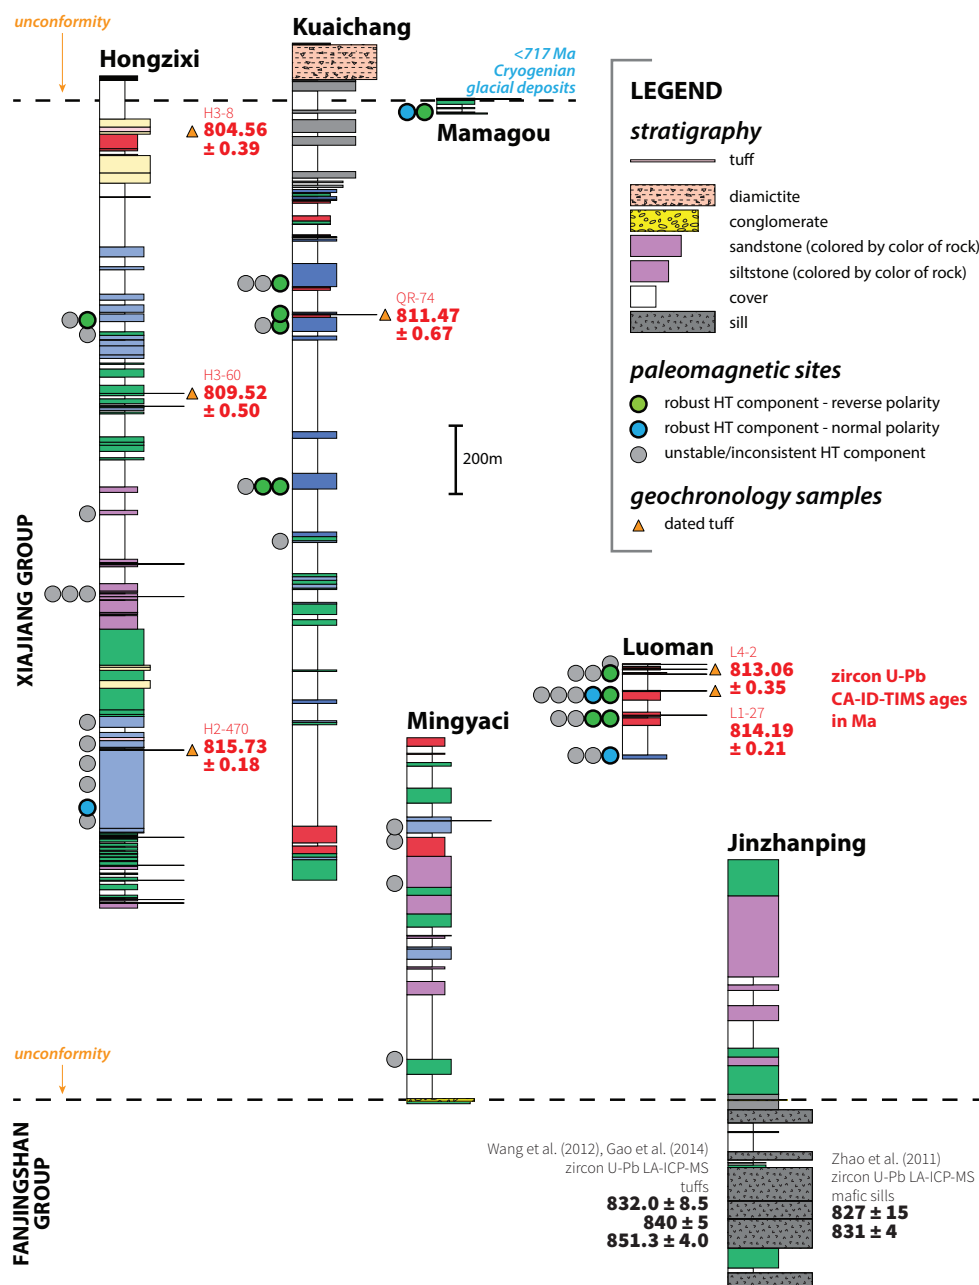 unconformity
Hongzixi
Kuaichang
<717 Ma
Cryogenian
glacial deposits
Mamagou
H3-8
804.56
± 0.39
QR-74
811.47
± 0.67
H3-60
809.52
± 0.50
200m
LEGEND
stratigraphy
tuff
diamictite
conglomerate
sandstone (colored by color of rock)
siltstone (colored by color of rock)
cover
sill
paleomagnetic sites
robust HT component - reverse polarity
robust HT component - normal polarity
unstable/inconsistent HT component
geochronology samples
dated tuff
XIAJIANG GROUP
H2-470
815.73
± 0.18
Mingyaci
Luoman
L4-2
813.06
± 0.35
L1-27
814.19
± 0.21
zircon U-Pb
CA-ID-TIMS ages
in Ma
Jinzhanping
unconformity
FANJINGSHAN
GROUP
Wang et al. (2012), Gao et al. (2014)
zircon U-Pb LA-ICP-MS
tuffs
832.0 ± 8.5
840 ± 5
851.3 ± 4.0
Zhao et al. (2011)
zircon U-Pb LA-ICP-MS
mafic sills
827 ± 15
831 ± 4